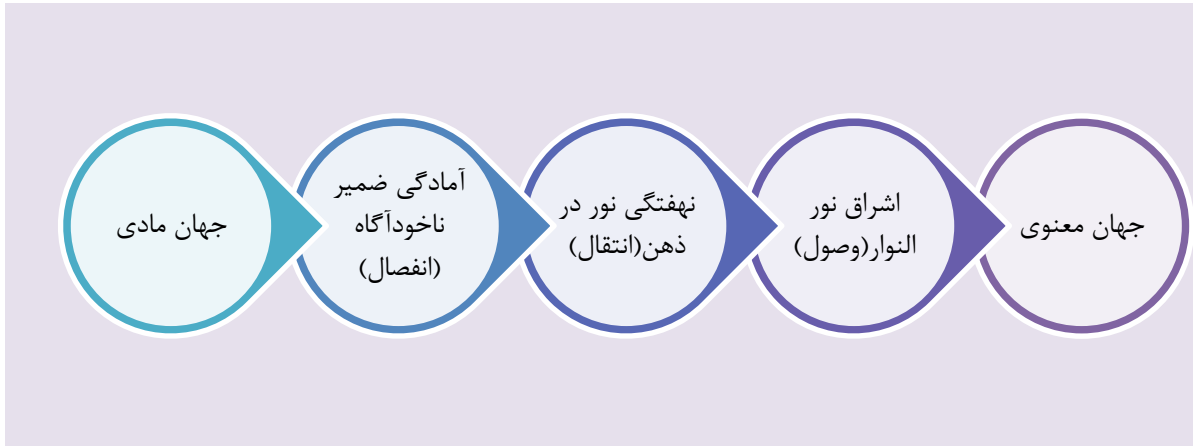 جهان مادی
آمادگی ضمیر
ناخودآگاه
(انفصال)
نهفتگی نور در
ذهن(انتقال)
اشراق نور
النوار(وصول)
جهان معنوی